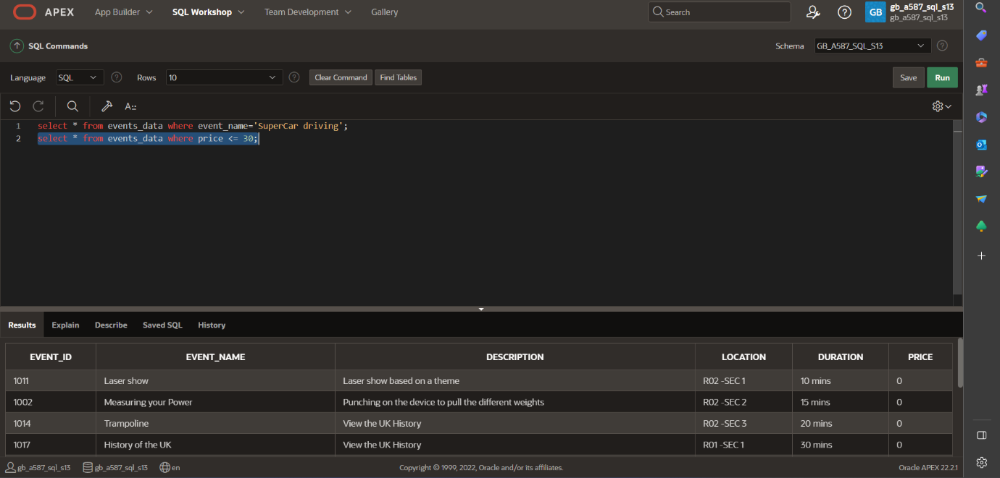 APEX App Builder SQL Workshop Team Development Gallery Search GB gb_a587_sql_s13
gb_a587_sql_s13
SQL Commands Schema GB_A587_SQL_S13
Language SQL Rows 10 Clear Command Find Tables Save Run
1 select * from events_data where event_name='SuperCar driving';
2 select * from events_data where price <= 30;
Results Explain Describe Saved SQL History
EVENT_ID EVENT_NAME DESCRIPTION LOCATION DURATION PRICE
1011 Laser show Laser show based on a theme R02 -SEC 1 10 mins 0
1002 Measuring your Power Punching on the device to pull the different weights R02 -SEC 2 15 mins 0
1014 Trampoline View the UK History R02 -SEC 3 20 mins 0
1017 History of the UK View the UK History R01 -SEC 1 30 mins 0
gb_a587_sql_s13 gb_a587_sql_s13 en Copyright © 1999, 2022, Oracle and/or its affiliates. Oracle APEX 22.2.1